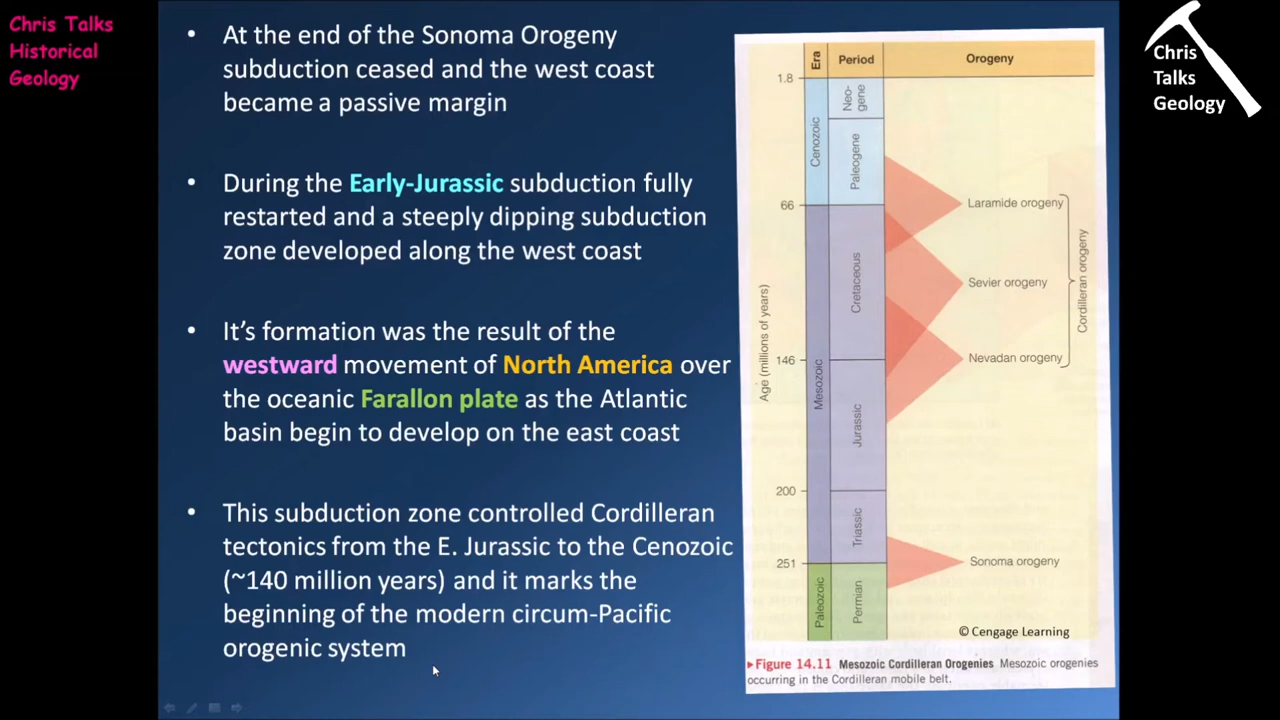 Chris Talks
Historical
Geology
• At the end of the Sonoma Orogeny
subduction ceased and the west coast
became a passive margin
• During the Early-Jurassic subduction fully
restarted and a steeply dipping subduction
zone developed along the west coast
• It's formation was the result of the
westward movement of North America over
the oceanic Farallon plate as the Atlantic
basin begin to develop on the east coast
• This subduction zone controlled Cordilleran
tectonics from the E. Jurassic to the Cenozoic
(~140 million years) and it marks the
beginning of the modern circum-Pacific
orogenic system
Era
Period
Orogeny
1.8
Neo-
gene
Cenozoic
Paleogene
66
Laramide orogeny
Cretaceous
Sevier orogeny
Cordilleran orogeny
Age (millions of years)
146
Nevadan orogeny
Mesozoic
Jurassic
200
Triassic
251
Sonoma orogeny
Paleozoic
Permian
© Cengage Learning
▶Figure 14.11 Mesozoic Cordilleran Orogenies Mesozoic orogenies
occurring in the Cordilleran mobile belt.
Chris
Talks
Geology